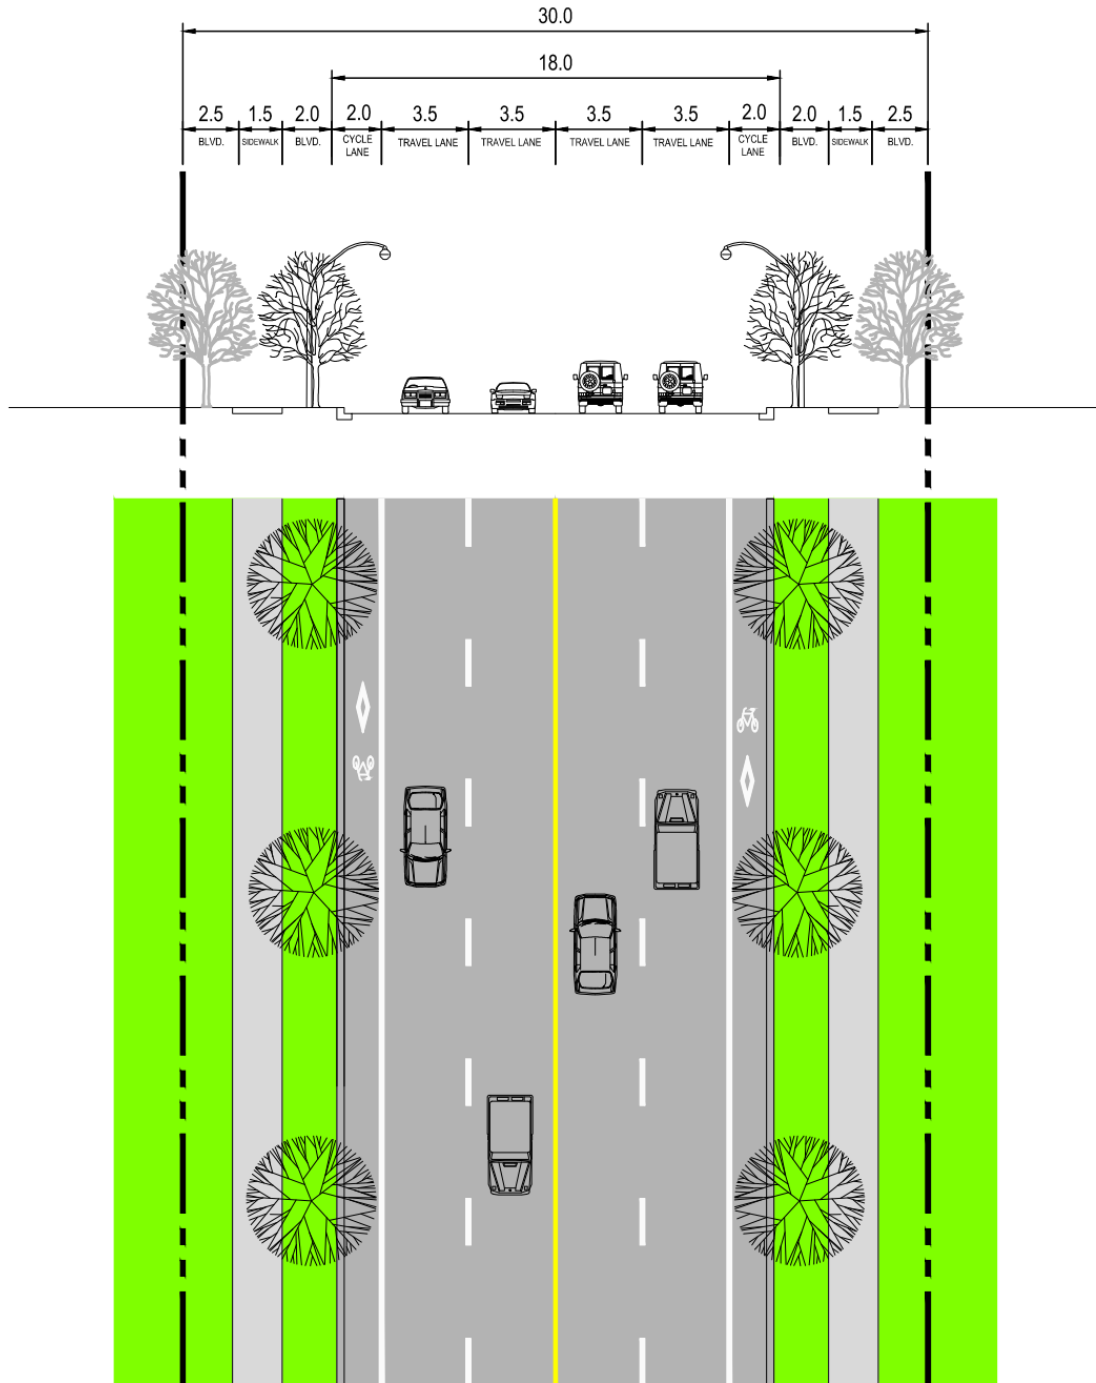 30.0
18.0
2.5 1.5 2.0 2.0 3.5 3.5 3.5 3.5 2.0 2.0 1.5 2.5
BLVD. SIDEWALK BLVD. CYCLE LANE TRAVEL LANE TRAVEL LANE TRAVEL LANE TRAVEL LANE CYCLE LANE BLVD. SIDEWALK BLVD.